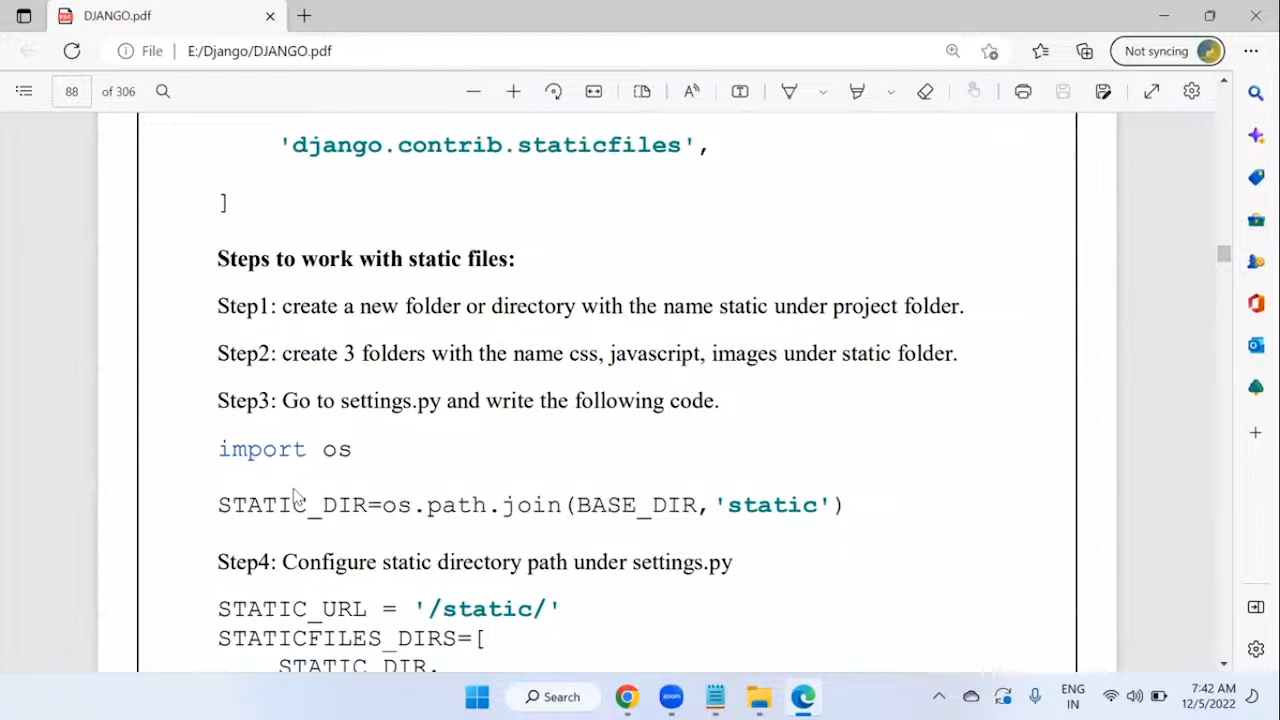 DJANGO.pdf
File
E:/Django/DJANGO.pdf
Not syncing
88
of 306
'django.contrib.staticfiles',
]
Steps to work with static files:
Step1: create a new folder or directory with the name static under project folder.
Step2: create 3 folders with the name css, javascript, images under static folder.
Step3: Go to settings.py and write the following code.
import os
STATIC_DIR=os.path.join(BASE_DIR,'static')
Step4: Configure static directory path under settings.py
STATIC_URL = '/static/'
STATICFILES_DIRS=[
STATIC_DIR,
Search
zoom
ENG
IN
7:42 AM
12/5/2022